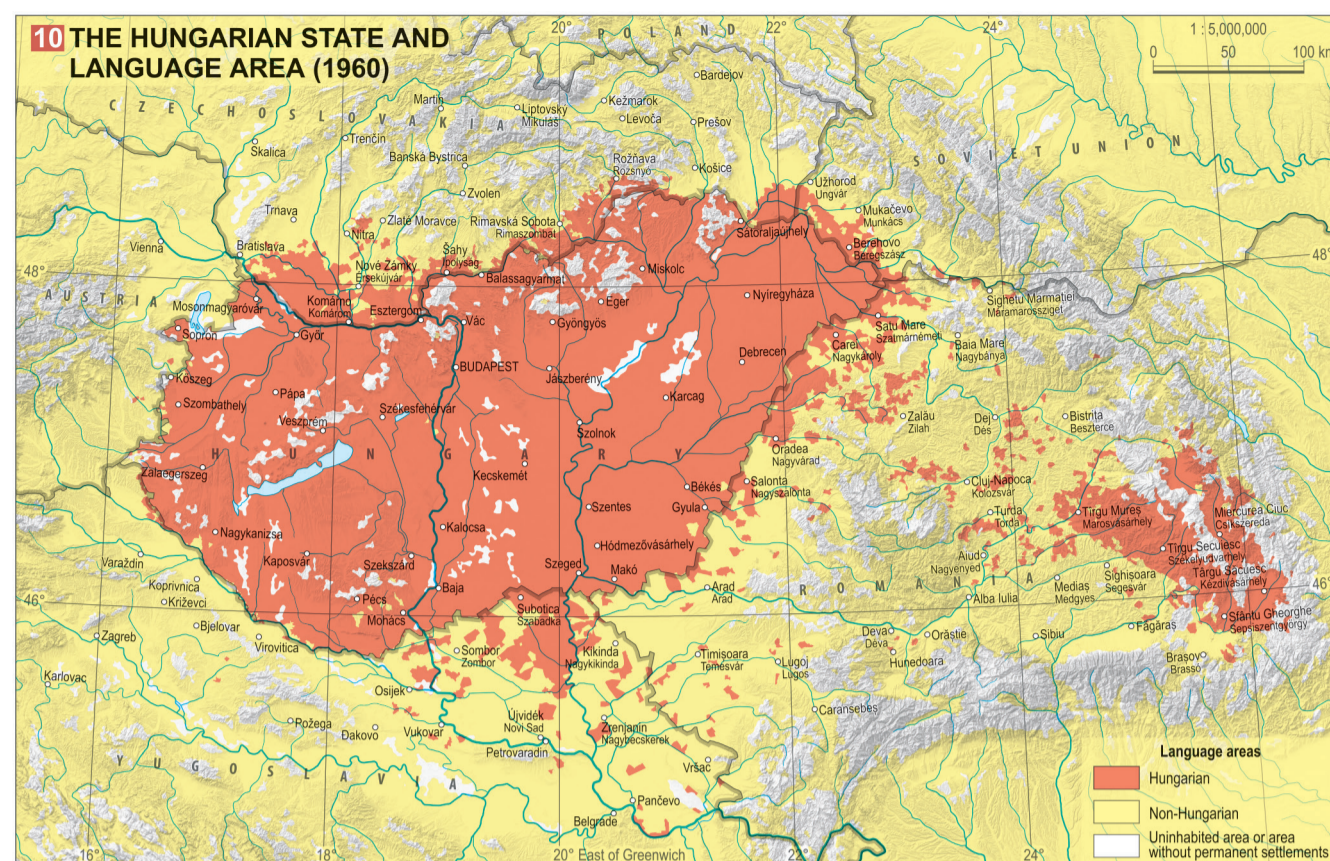 10 THE HUNGARIAN STATE AND
LANGUAGE AREA (1960)
20°
22°
24°
1 : 5,000,000
0 50 100 km
POLAND
CZECHOSLOVAKIA
SOVIET UNION
AUSTRIA
HUNGARY
ROMANIA
YUGOSLAVIA
48°
48°
46°
46°
Bardejov
Martin
Liptovsky
Mikuláš
Kežmarok
Levoča
Prešov
Trenčín
Skalica
Banská Bystrica
Rožňava
Rozsnyó
Košice
Užhorod
Ungvár
Zvolen
Mukačevo
Munkács
Trnava
Zlaté Moravce
Rimavská Sobota
Rimaszombat
Nitra
Sátoraljaújhely
Vienna
Bratislava
Šahy
Ipolyság
Berehovo
Beregszász
Nové Zámky
Érsekújvár
Balassagyarmat
Miskolc
Mosonmagyaróvár
Komárno
Komárom
Esztergom
Eger
Nyíregyháza
Sighetu Marmatiei
Máramarossziget
Sopron
Győr
Vác
Gyöngyös
Satu Mare
Szatmárnémeti
Carei
Nagykároly
Baia Mare
Nagybánya
Kőszeg
BUDAPEST
Jászberény
Debrecen
Pápa
Szombathely
Székesfehérvár
Karcag
Veszprém
Szolnok
Zalău
Zilah
Dej
Dés
Bistrița
Beszterce
Oradea
Nagyvárad
Zalaegerszeg
Kecskemét
Békés
Salonta
Nagyszalonta
Cluj-Napoca
Kolozsvár
Szentes
Gyula
Turda
Torda
Tîrgu Mureș
Marosvásárhely
Miercurea Ciuc
Csíkszereda
Nagykanizsa
Kalocsa
Hódmezővásárhely
Tîrgu Secuiesc
Székelyudvarhely
Varaždin
Kaposvár
Szekszárd
Szeged
Makó
Aiud
Nagyenyed
Sighișoara
Segesvár
Târgu Săcuesc
Kézdivásárhely
Koprivnica
Križevci
Pécs
Baja
Arad
Arad
Mediaș
Medgyes
Alba Iulia
Mohács
Subotica
Szabadka
Sfântu Gheorghe
Sepsiszentgyörgy
Bjelovar
Zagreb
Virovitica
Sombor
Zombor
Kikinda
Nagykikinda
Timișoara
Temesvár
Lugoj
Lugos
Deva
Déva
Orăștie
Sibiu
Făgăraș
Hunedoara
Brașov
Brassó
Karlovac
Osijek
Caransebeș
Požega
Đakovo
Vukovar
Újvidék
Novi Sad
Petrovaradin
Zrenjanin
Nagybecskerek
Vršac
Pančevo
Belgrade
Language areas
Hungarian
Non-Hungarian
Uninhabited area or area
without permanent settlements
16°
18°
20° East of Greenwich
22°
24°